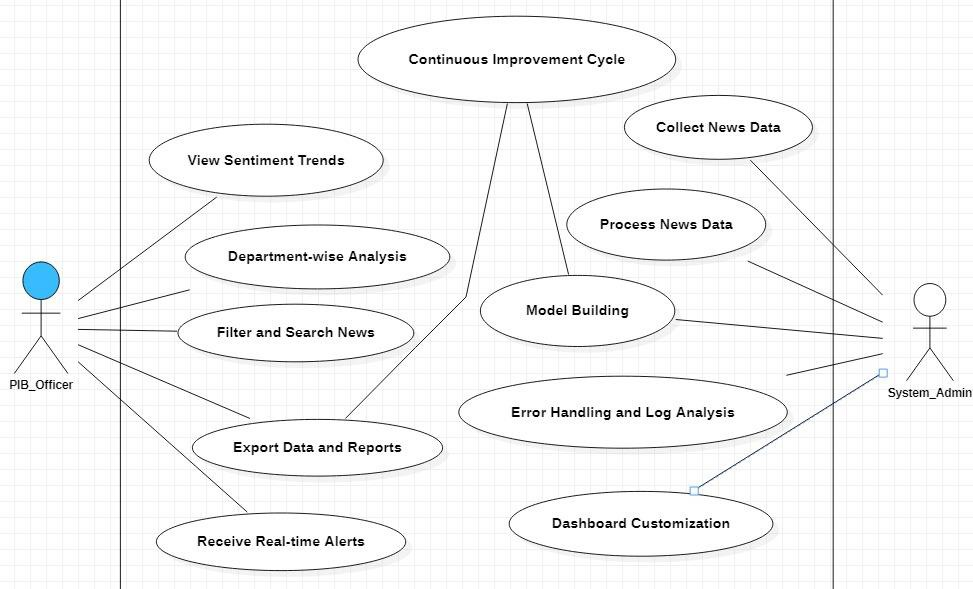 Continuous Improvement Cycle
Collect News Data
View Sentiment Trends
Process News Data
Department-wise Analysis
Model Building
Filter and Search News
PIB_Officer
System_Admin
Error Handling and Log Analysis
Export Data and Reports
Dashboard Customization
Receive Real-time Alerts